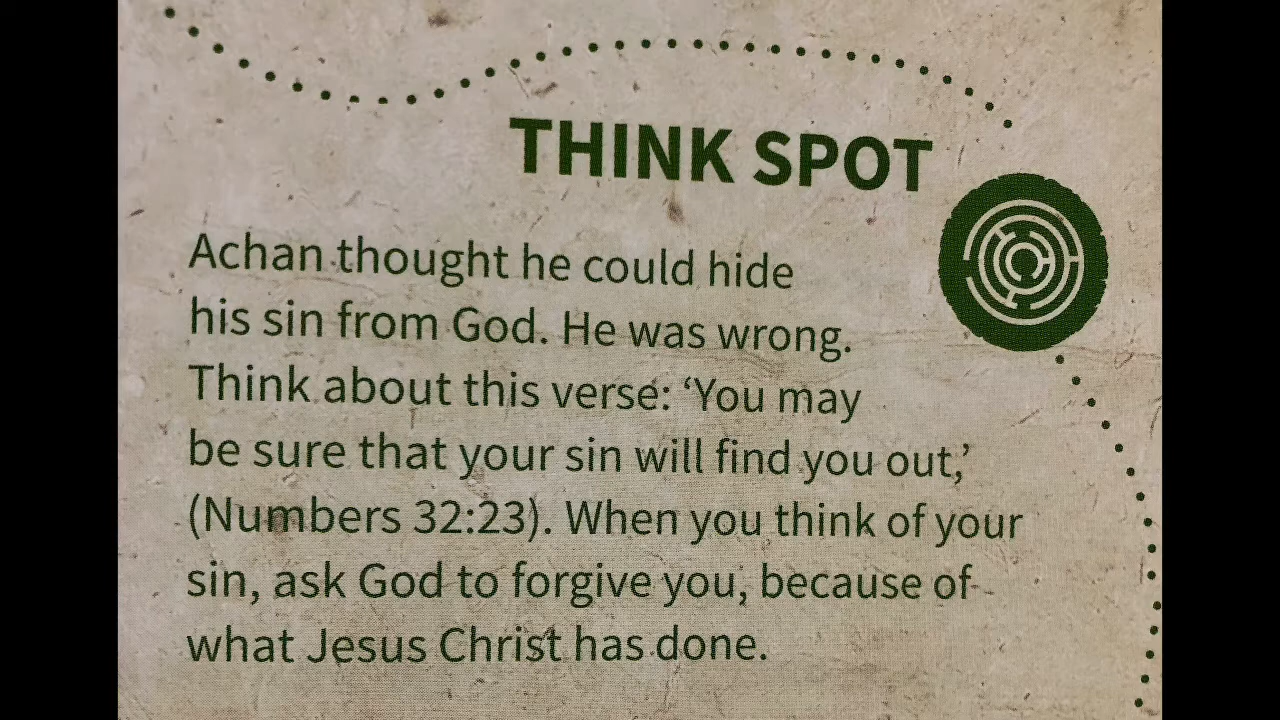 THINK SPOT
Achan thought he could hide
his sin from God. He was wrong.
Think about this verse: ‘You may
be sure that your sin will find you out,’
(Numbers 32:23). When you think of your
sin, ask God to forgive you, because of
what Jesus Christ has done.